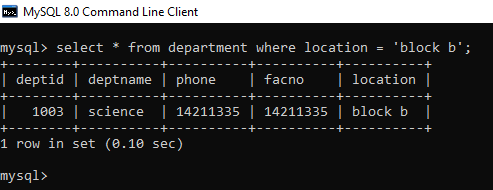 MySQL 8.0 Command Line Client
mysql> select * from department where location = 'block b';
+--------+----------+----------+----------+----------+
| deptid | deptname | phone    | facno    | location |
+--------+----------+----------+----------+----------+
|   1003 | science  | 14211335 | 14211335 | block b  |
+--------+----------+----------+----------+----------+
1 row in set (0.10 sec)
mysql>